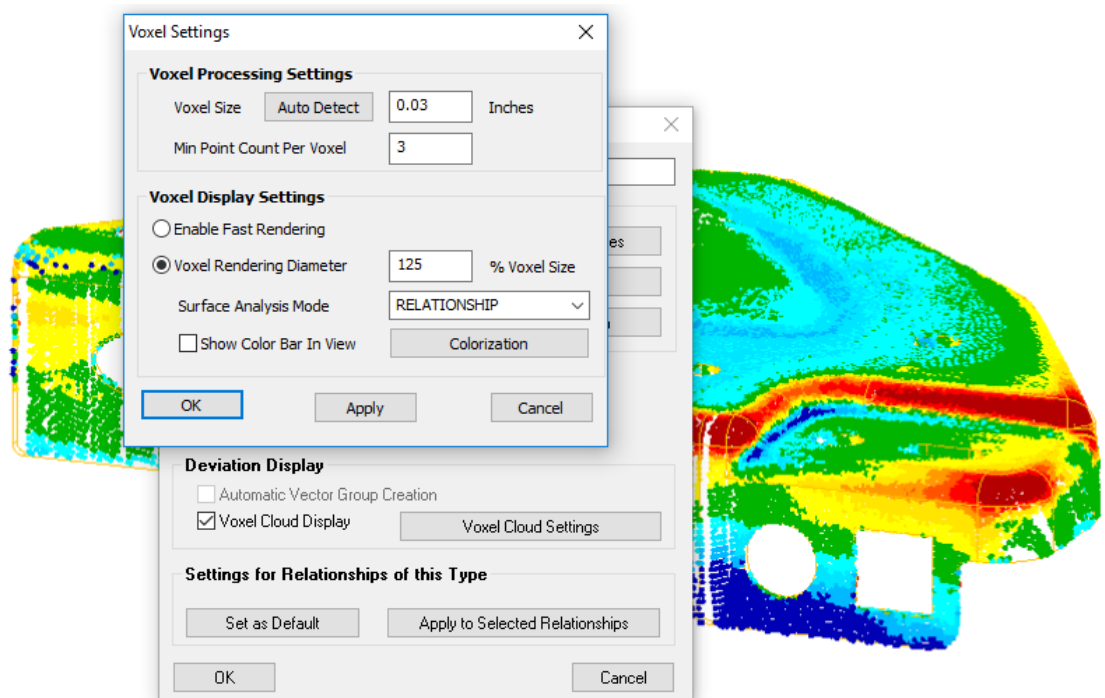 Voxel Settings
Voxel Processing Settings
Voxel Size Auto Detect 0.03 Inches
Min Point Count Per Voxel 3
Voxel Display Settings
Enable Fast Rendering
Voxel Rendering Diameter 125 % Voxel Size
Surface Analysis Mode RELATIONSHIP
Show Color Bar In View Colorization
OK Apply Cancel
Deviation Display
Automatic Vector Group Creation
Voxel Cloud Display Voxel Cloud Settings
Settings for Relationships of this Type
Set as Default Apply to Selected Relationships
OK Cancel